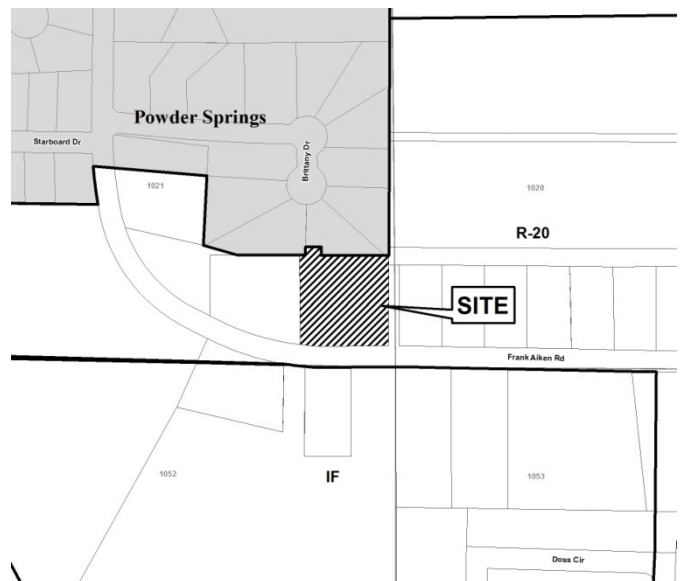 Powder Springs
Starboard Dr
Brittany Dr
1021
1020
R-20
SITE
Frank Aiken Rd
1052
IF
1053
Doss Cir